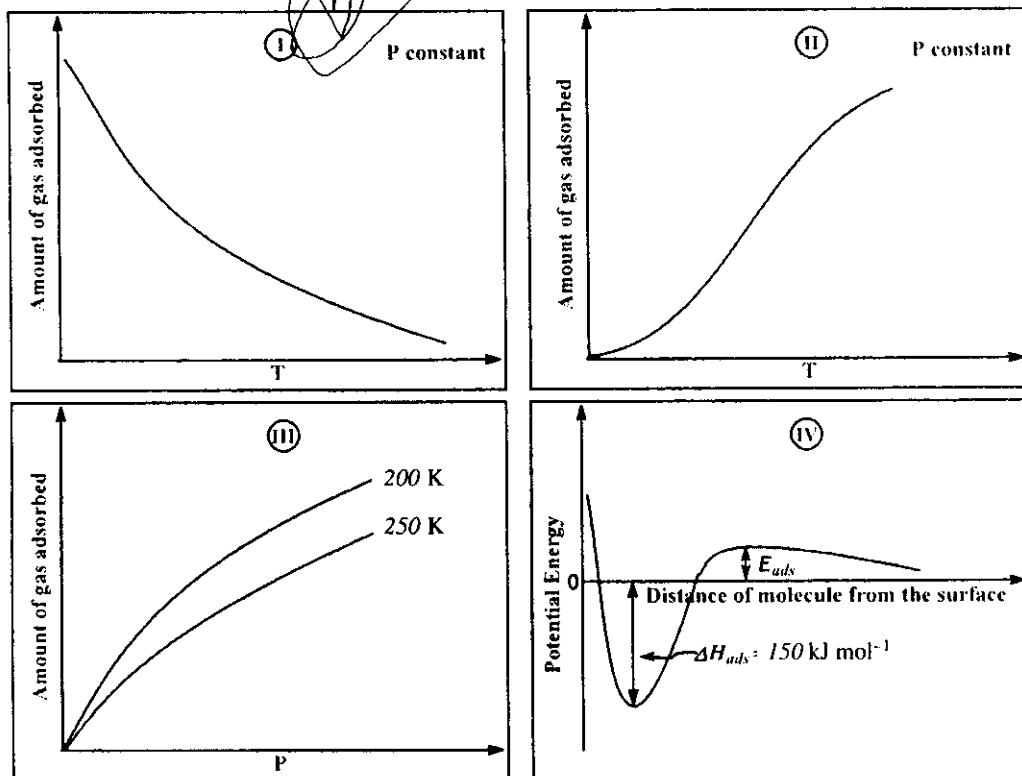 I
P constant
Amount of gas adsorbed
T
II
P constant
Amount of gas adsorbed
T
III
200 K
250 K
Amount of gas adsorbed
P
IV
Potential Energy
0
E_ads
Distance of molecule from the surface
ΔH_ads = 150 kJ mol⁻¹